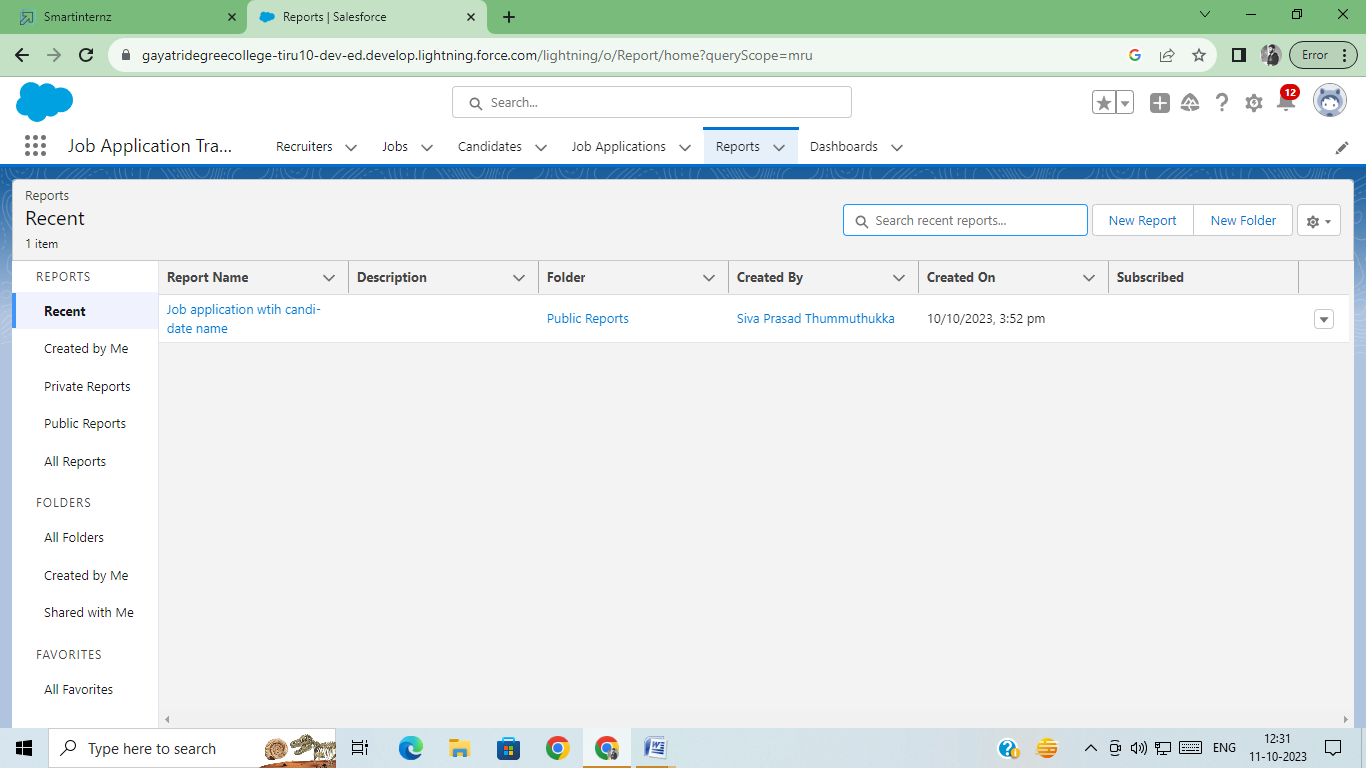 Smartinternz
Reports | Salesforce
gayatridegreecollege-tiru10-dev-ed.develop.lightning.force.com/lightning/o/Report/home?queryScope=mru
Error
Search...
12
Job Application Tra...
Recruiters
Jobs
Candidates
Job Applications
Reports
Dashboards
Reports
Recent
1 item
Search recent reports...
New Report
New Folder
REPORTS
Recent
Created by Me
Private Reports
Public Reports
All Reports
FOLDERS
All Folders
Created by Me
Shared with Me
FAVORITES
All Favorites
Report Name
Description
Folder
Created By
Created On
Subscribed
Job application wtih candi-
date name
Public Reports
Siva Prasad Thummuthukka
10/10/2023, 3:52 pm
Type here to search
ENG
12:31
11-10-2023